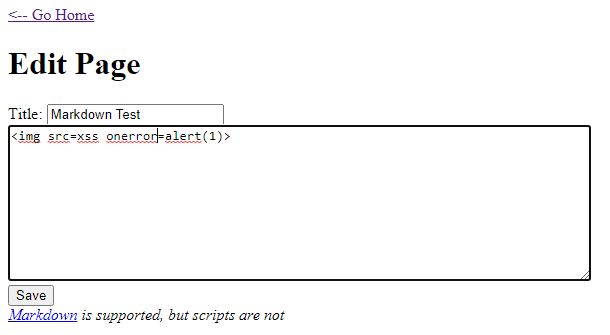 <-- Go Home
Edit Page
Title: Markdown Test
<img src=xss onerror=alert(1)>
Save
Markdown is supported, but scripts are not